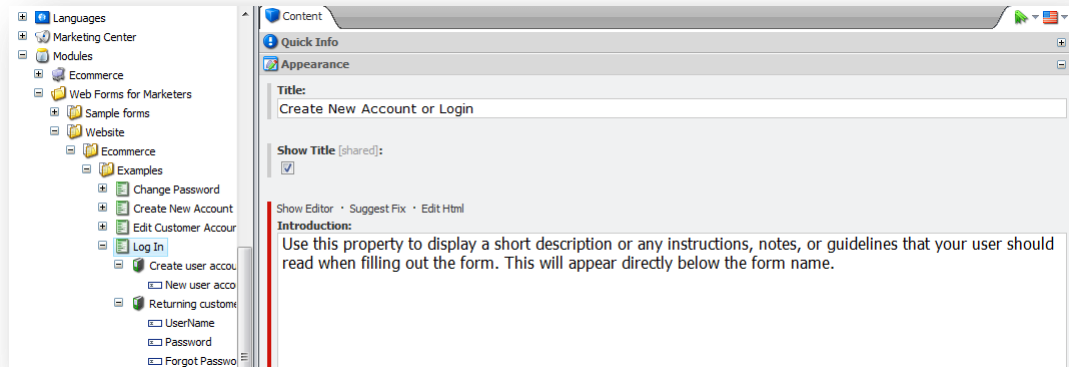 Languages
Marketing Center
Modules
Ecommerce
Web Forms for Marketers
Sample forms
Website
Ecommerce
Examples
Change Password
Create New Account
Edit Customer Accour
Log In
Create user accou
New user acco
Returning custome
UserName
Password
Forgot Passwo
Content
Quick Info
Appearance
Title:
Create New Account or Login
Show Title [shared]:
Show Editor · Suggest Fix · Edit Html
Introduction:
Use this property to display a short description or any instructions, notes, or guidelines that your user should
read when filling out the form. This will appear directly below the form name.